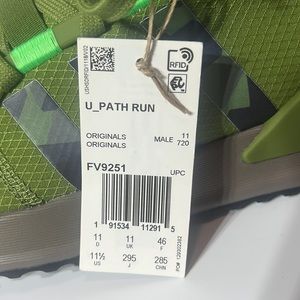 RFID
U_PATH RUN
ORIGINALS MALE 11
ORIGINALS 720
FV9251
UPC
1 91534 11291 5
11 11 46
D UK F
11½ 295 285
US J CHN